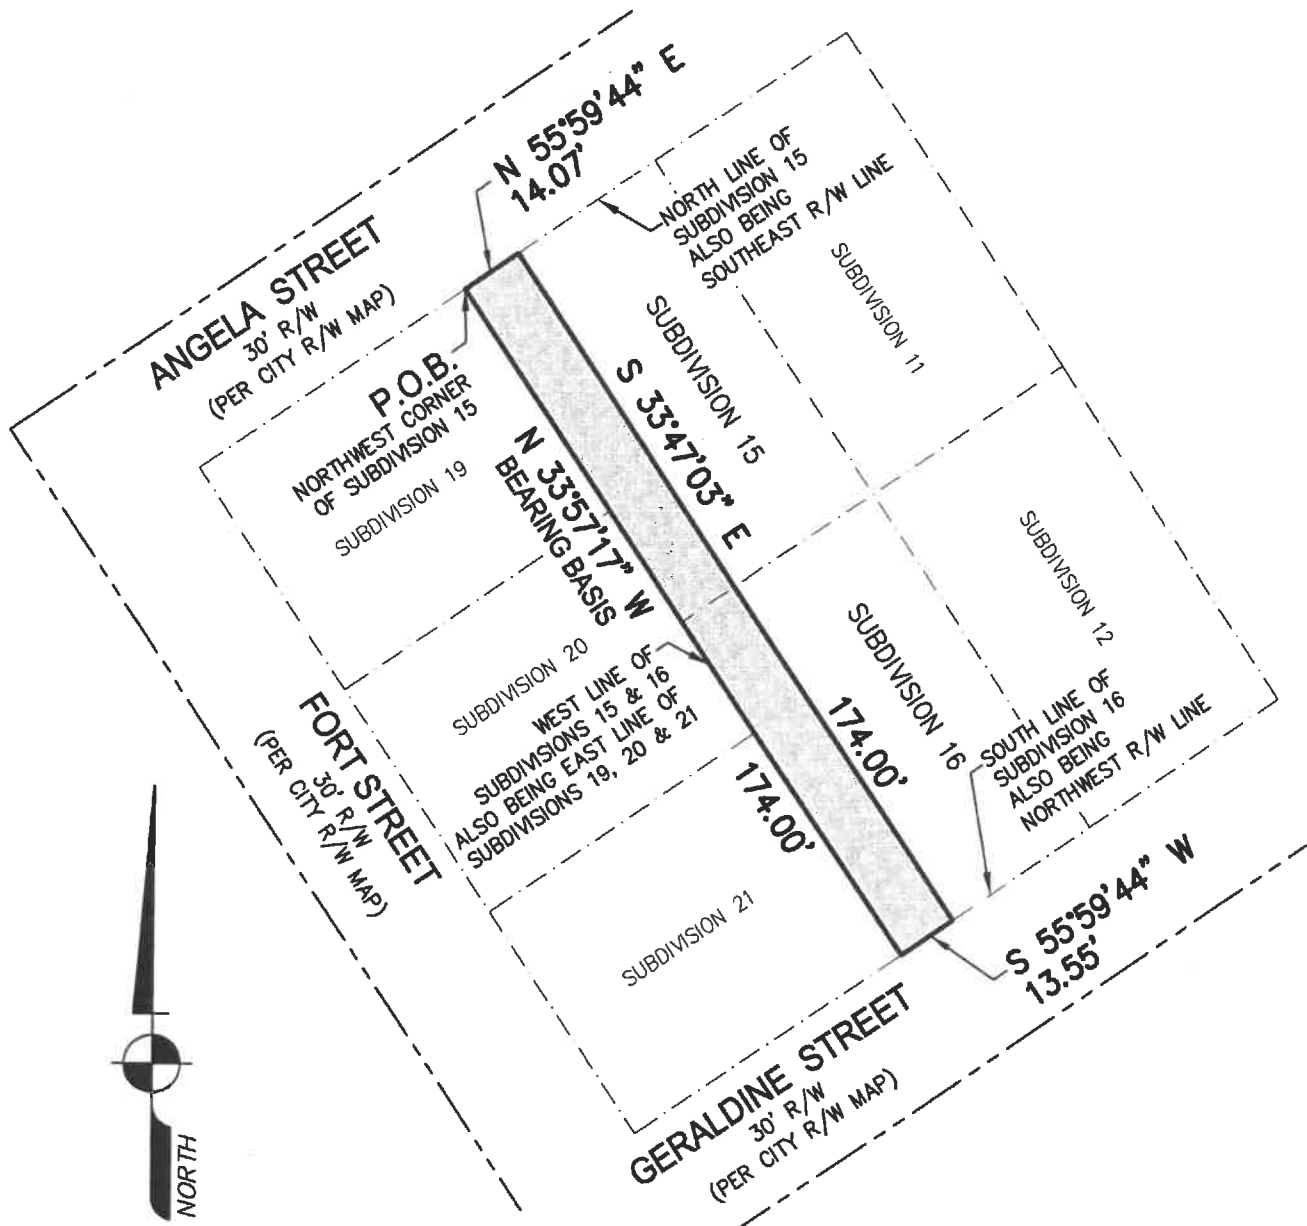 N 55°59'44" E
14.07'
NORTH LINE OF
SUBDIVISION 15
ALSO BEING
SOUTHEAST R/W LINE
ANGELA STREET
30' R/W
(PER CITY R/W MAP)
P.O.B.
NORTHWEST CORNER
OF SUBDIVISION 15
SUBDIVISION 19
SUBDIVISION 15
SUBDIVISION 11
S 33°47'03" E
174.00'
N 33°57'17" W
BEARING BASIS
174.00'
SUBDIVISION 20
WEST LINE OF
SUBDIVISIONS 15 & 16
ALSO BEING EAST LINE OF
SUBDIVISIONS 19, 20 & 21
SUBDIVISION 16
SUBDIVISION 12
SOUTH LINE OF
SUBDIVISION 16
ALSO BEING
NORTHWEST R/W LINE
FORT STREET
30' R/W
(PER CITY R/W MAP)
SUBDIVISION 21
S 55°59'44" W
13.55'
GERALDINE STREET
30' R/W
(PER CITY R/W MAP)
NORTH